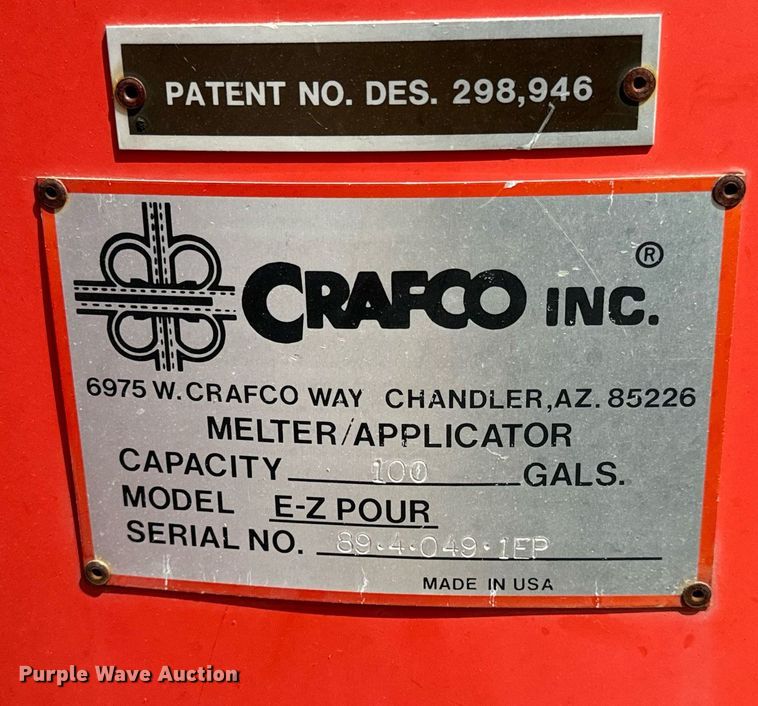 PATENT NO. DES. 298,946
CRAFCO INC. ®
6975 W. CRAFCO WAY CHANDLER, AZ. 85226
MELTER/APPLICATOR
CAPACITY 100 GALS.
MODEL E-Z POUR
SERIAL NO. 89·4·049·1EP
MADE IN USA
Purple Wave Auction